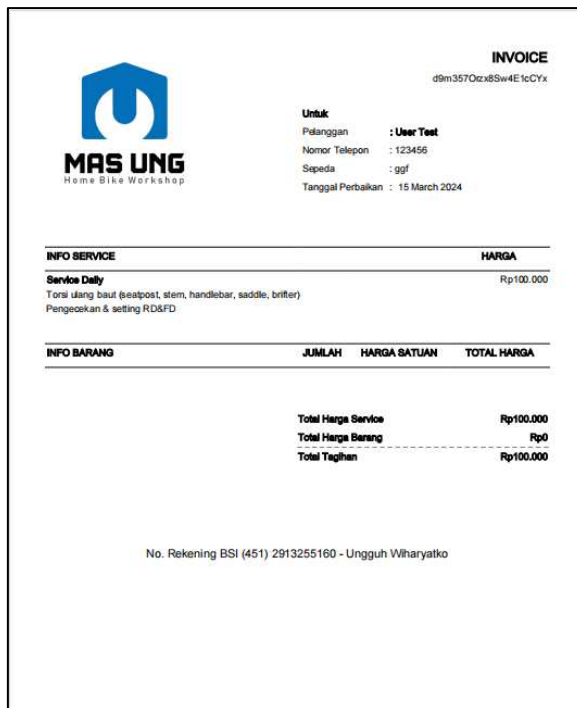 INVOICE
d9m357Orzx8Sw4E1cCYx
MAS UNG
Home Bike Workshop
Untuk
Pelanggan : User Test
Nomor Telepon : 123456
Sepeda : ggf
Tanggal Perbaikan : 15 March 2024
INFO SERVICE HARGA
Service Daily Rp100.000
Torsi ulang baut (seatpost, stem, handlebar, saddle, brifter)
Pengecekan & setting RD&FD
INFO BARANG JUMLAH HARGA SATUAN TOTAL HARGA
Total Harga Service Rp100.000
Total Harga Barang Rp0
Total Tagihan Rp100.000
No. Rekening BSI (451) 2913255160 - Ungguh Wiharyatko